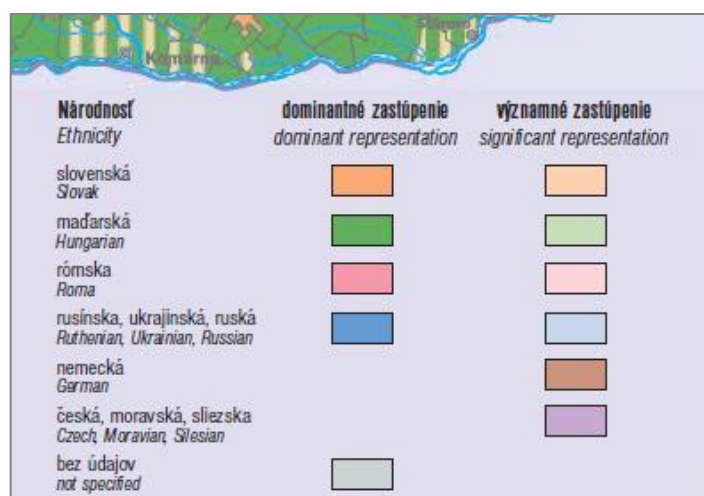 Komárno
Národnosť dominantné zastúpenie významné zastúpenie
Ethnicity dominant representation significant representation
slovenská
Slovak
maďarská
Hungarian
rómska
Roma
rusínska, ukrajinská, ruská
Ruthenian, Ukrainian, Russian
nemecká
German
česká, moravská, sliezska
Czech, Moravian, Silesian
bez údajov
not specified